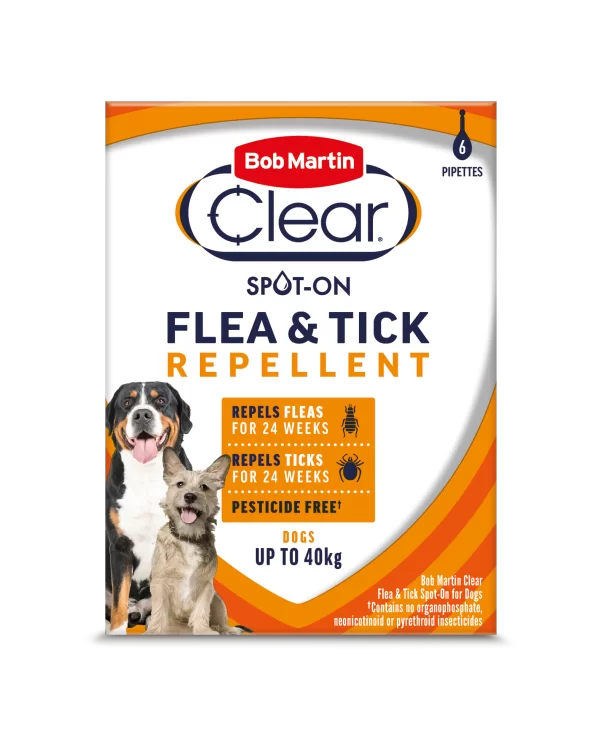 Bob Martin
Clear®
SPOT-ON
FLEA & TICK
REPELLENT
6
PIPETTES
REPELS FLEAS
FOR 24 WEEKS
REPELS TICKS
FOR 24 WEEKS
PESTICIDE FREE†
DOGS
UP TO 40kg
Bob Martin Clear
Flea & Tick Spot-On for Dogs
†Contains no organophosphate,
neonicotinoid or pyrethroid insecticides